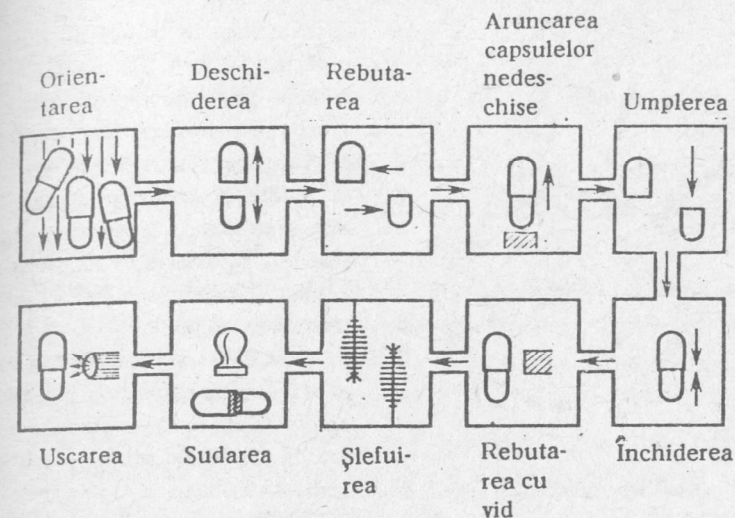 Orien-
tarea
Deschi-
derea
Rebuta-
rea
Aruncarea
capsulelor
nedes-
chise
Umplerea
Uscarea
Sudarea
Şlefui-
rea
Rebuta-
rea cu
vid
Închiderea